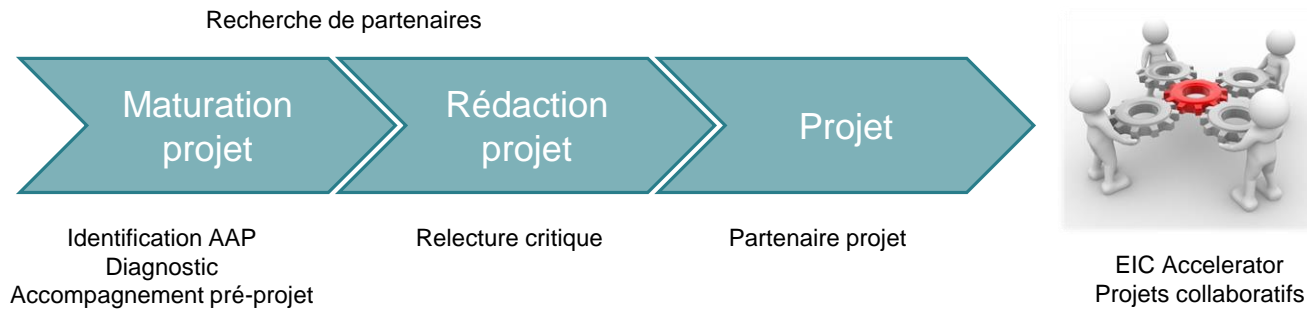 Recherche de partenaires
Maturation
projet
Rédaction
projet
Projet
Identification AAP
Diagnostic
Accompagnement pré-projet
Relecture critique
Partenaire projet
EIC Accelerator
Projets collaboratifs